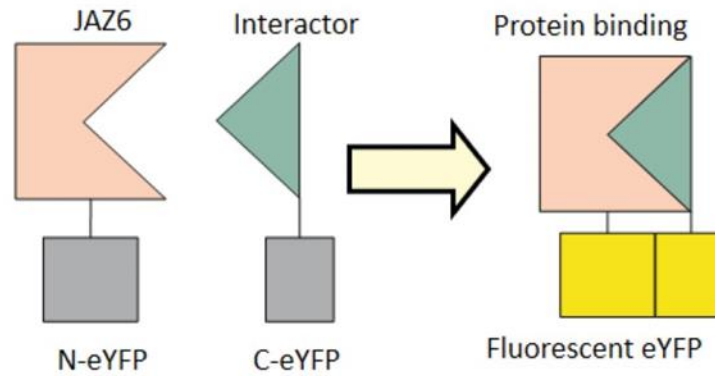 JAZ6
Interactor
Protein binding
N-eYFP
C-eYFP
Fluorescent eYFP